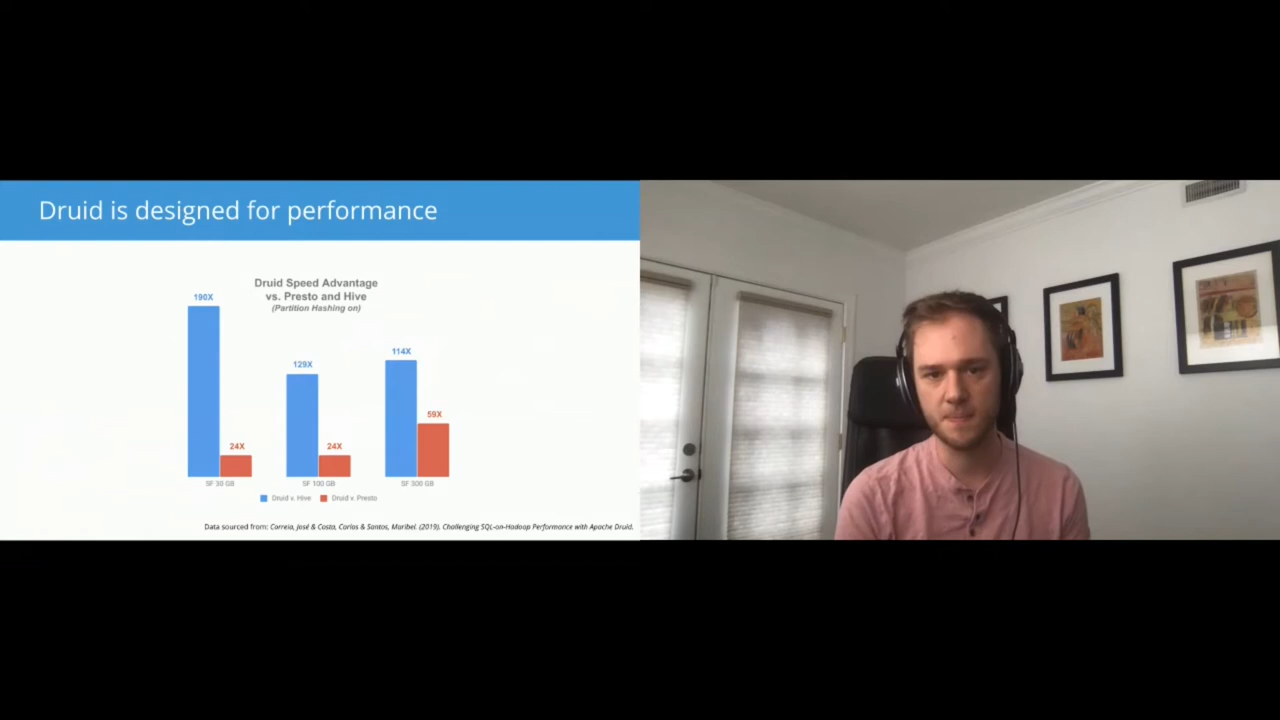 Druid is designed for performance
Druid Speed Advantage
vs. Presto and Hive
(Partition Hashing on)
190X
24X
129X
24X
114X
59X
SF 30 GB
SF 100 GB
SF 300 GB
Druid v. Hive
Druid v. Presto
Data sourced from: Correia, José & Costa, Carlos & Santos, Maribel. (2019). Challenging SQL-on-Hadoop Performance with Apache Druid.